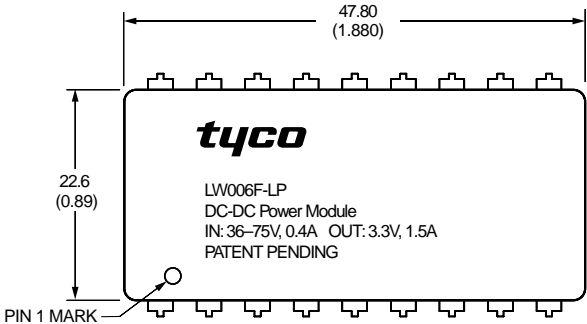 47.80
(1.880)
tyco
22.6
(0.89)
LW006F-LP
DC-DC Power Module
IN: 36–75V, 0.4A OUT: 3.3V, 1.5A
PATENT PENDING
PIN 1 MARK